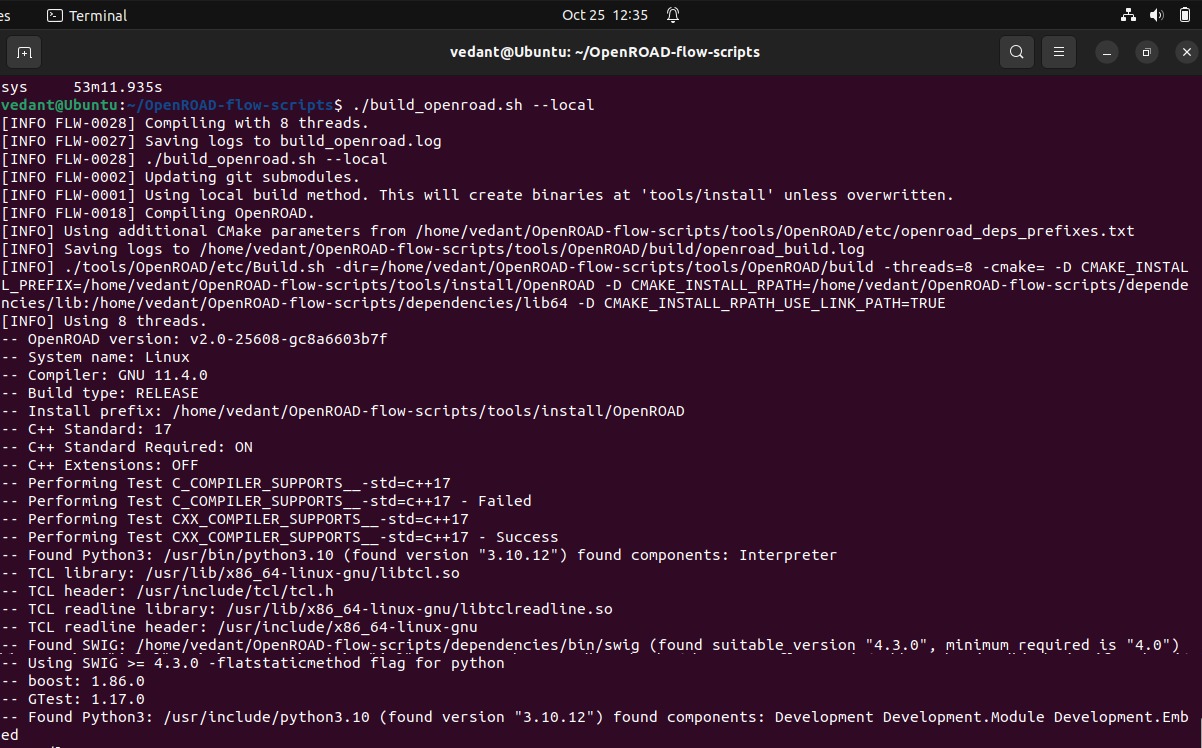 es
Terminal
Oct 25 12:35
vedant@Ubuntu: ~/OpenROAD-flow-scripts
sys 53m11.935s
vedant@Ubuntu:~/OpenROAD-flow-scripts$ ./build_openroad.sh --local
[INFO FLW-0028] Compiling with 8 threads.
[INFO FLW-0027] Saving logs to build_openroad.log
[INFO FLW-0028] ./build_openroad.sh --local
[INFO FLW-0002] Updating git submodules.
[INFO FLW-0001] Using local build method. This will create binaries at 'tools/install' unless overwritten.
[INFO FLW-0018] Compiling OpenROAD.
[INFO] Using additional CMake parameters from /home/vedant/OpenROAD-flow-scripts/tools/OpenROAD/etc/openroad_deps_prefixes.txt
[INFO] Saving logs to /home/vedant/OpenROAD-flow-scripts/tools/OpenROAD/build/openroad_build.log
[INFO] ./tools/OpenROAD/etc/Build.sh -dir=/home/vedant/OpenROAD-flow-scripts/tools/OpenROAD/build -threads=8 -cmake= -D CMAKE_INSTAL
L_PREFIX=/home/vedant/OpenROAD-flow-scripts/tools/install/OpenROAD -D CMAKE_INSTALL_RPATH=/home/vedant/OpenROAD-flow-scripts/depende
ncies/lib:/home/vedant/OpenROAD-flow-scripts/dependencies/lib64 -D CMAKE_INSTALL_RPATH_USE_LINK_PATH=TRUE
[INFO] Using 8 threads.
-- OpenROAD version: v2.0-25608-gc8a6603b7f
-- System name: Linux
-- Compiler: GNU 11.4.0
-- Build type: RELEASE
-- Install prefix: /home/vedant/OpenROAD-flow-scripts/tools/install/OpenROAD
-- C++ Standard: 17
-- C++ Standard Required: ON
-- C++ Extensions: OFF
-- Performing Test C_COMPILER_SUPPORTS__-std=c++17
-- Performing Test C_COMPILER_SUPPORTS__-std=c++17 - Failed
-- Performing Test CXX_COMPILER_SUPPORTS__-std=c++17
-- Performing Test CXX_COMPILER_SUPPORTS__-std=c++17 - Success
-- Found Python3: /usr/bin/python3.10 (found version "3.10.12") found components: Interpreter
-- TCL library: /usr/lib/x86_64-linux-gnu/libtcl.so
-- TCL header: /usr/include/tcl/tcl.h
-- TCL readline library: /usr/lib/x86_64-linux-gnu/libtclreadline.so
-- TCL readline header: /usr/include/x86_64-linux-gnu
-- Found SWIG: /home/vedant/OpenROAD-flow-scripts/dependencies/bin/swig (found suitable version "4.3.0", minimum required is "4.0")
-- Using SWIG >= 4.3.0 -flatstaticmethod flag for python
-- boost: 1.86.0
-- GTest: 1.17.0
-- Found Python3: /usr/include/python3.10 (found version "3.10.12") found components: Development Development.Module Development.Emb
ed